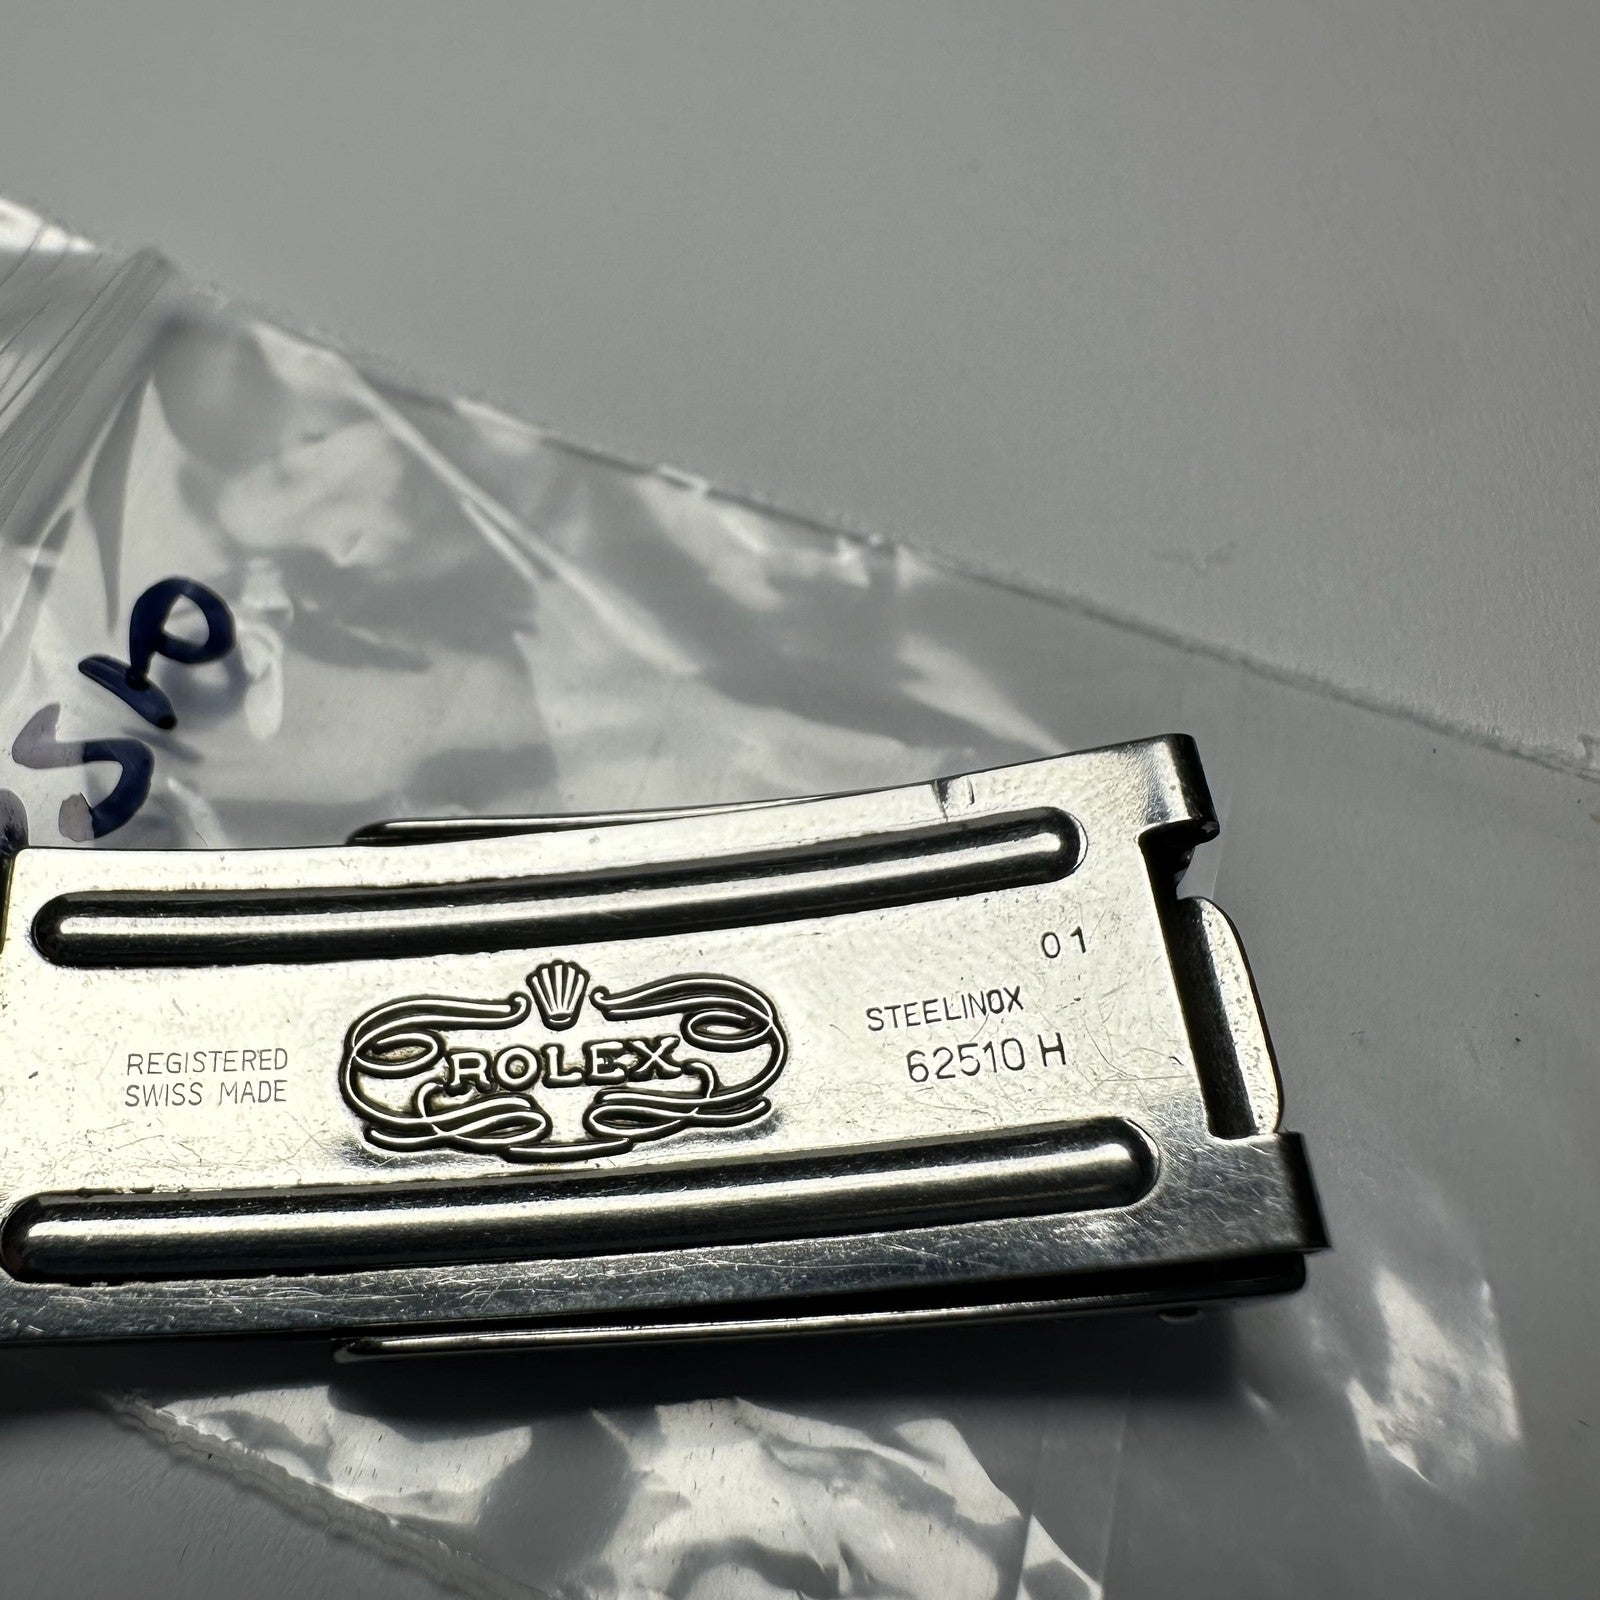 REGISTERED
SWISS MADE
ROLEX
01
STEELINOX
62510 H